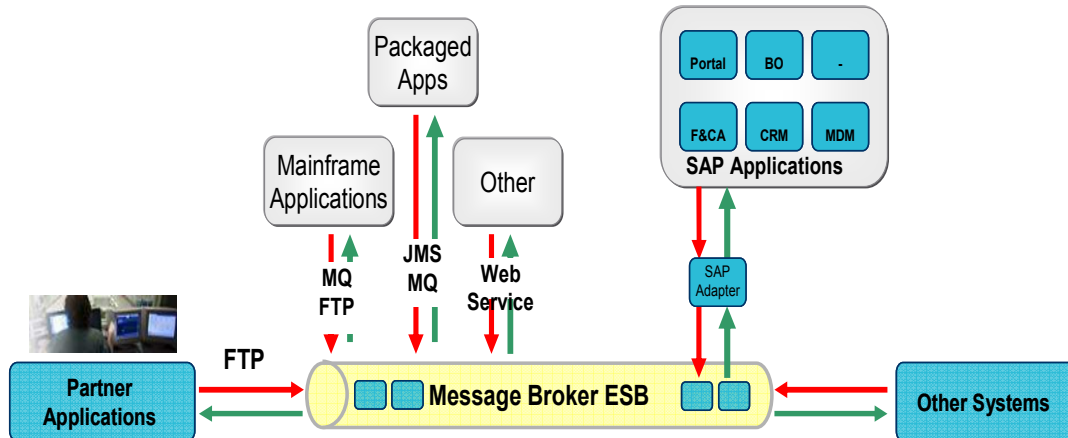 Packaged
Apps
Portal
BO
-
F&CA
CRM
MDM
SAP Applications
Mainframe
Applications
Other
MQ
FTP
JMS
MQ
Web
Service
SAP
Adapter
FTP
Partner
Applications
Message Broker ESB
Other Systems